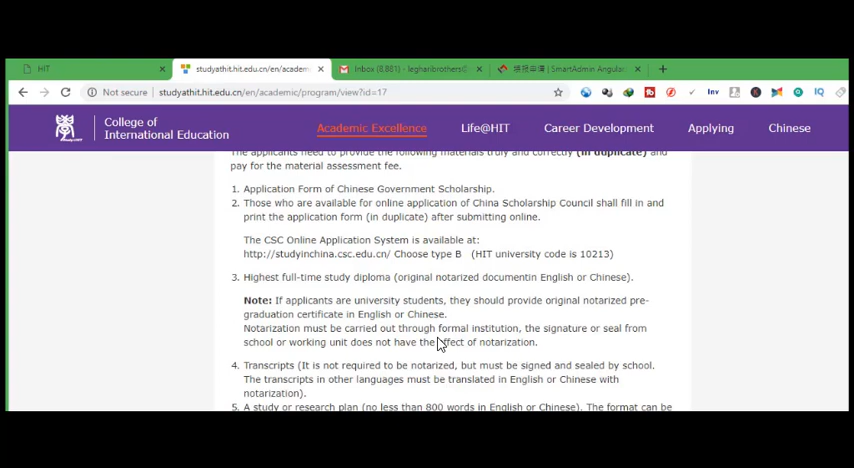 HIT
studyathit.hit.edu.cn/en/academ
Inbox (8,881) - legharibrothers@
SmartAdmin Angular
Not secure
studyathit.hit.edu.cn/en/academic/program/view?id=17
Inv
IQ
College of
International Education
Academic Excellence
Life@HIT
Career Development
Applying
Chinese
The applicants need to provide the following materials truly and correctly (in duplicate) and
pay for the material assessment fee.
1. Application Form of Chinese Government Scholarship.
2. Those who are available for online application of China Scholarship Council shall fill in and
print the application form (in duplicate) after submitting online.
The CSC Online Application System is available at:
http://studyinchina.csc.edu.cn/ Choose type B (HIT university code is 10213)
3. Highest full-time study diploma (original notarized documentin English or Chinese).
Note: If applicants are university students, they should provide original notarized pre-
graduation certificate in English or Chinese.
Notarization must be carried out through formal institution, the signature or seal from
school or working unit does not have the effect of notarization.
4. Transcripts (It is not required to be notarized, but must be signed and sealed by school.
The transcripts in other languages must be translated in English or Chinese with
notarization).
5. A study or research plan (no less than 800 words in English or Chinese). The format can be